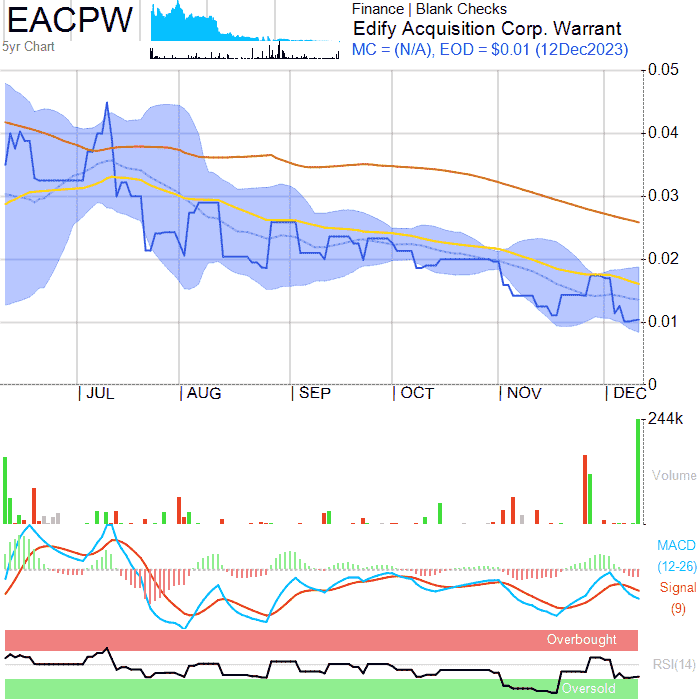 EACPW
5yr Chart
Finance | Blank Checks
Edify Acquisition Corp. Warrant
MC = (N/A), EOD = $0.01 (12Dec2023)
0.05
0.04
0.03
0.02
0.01
0
| JUL | AUG | SEP | OCT | NOV | DEC
244k
Volume
MACD
(12-26)
Signal
(9)
Overbought
RSI(14)
Oversold